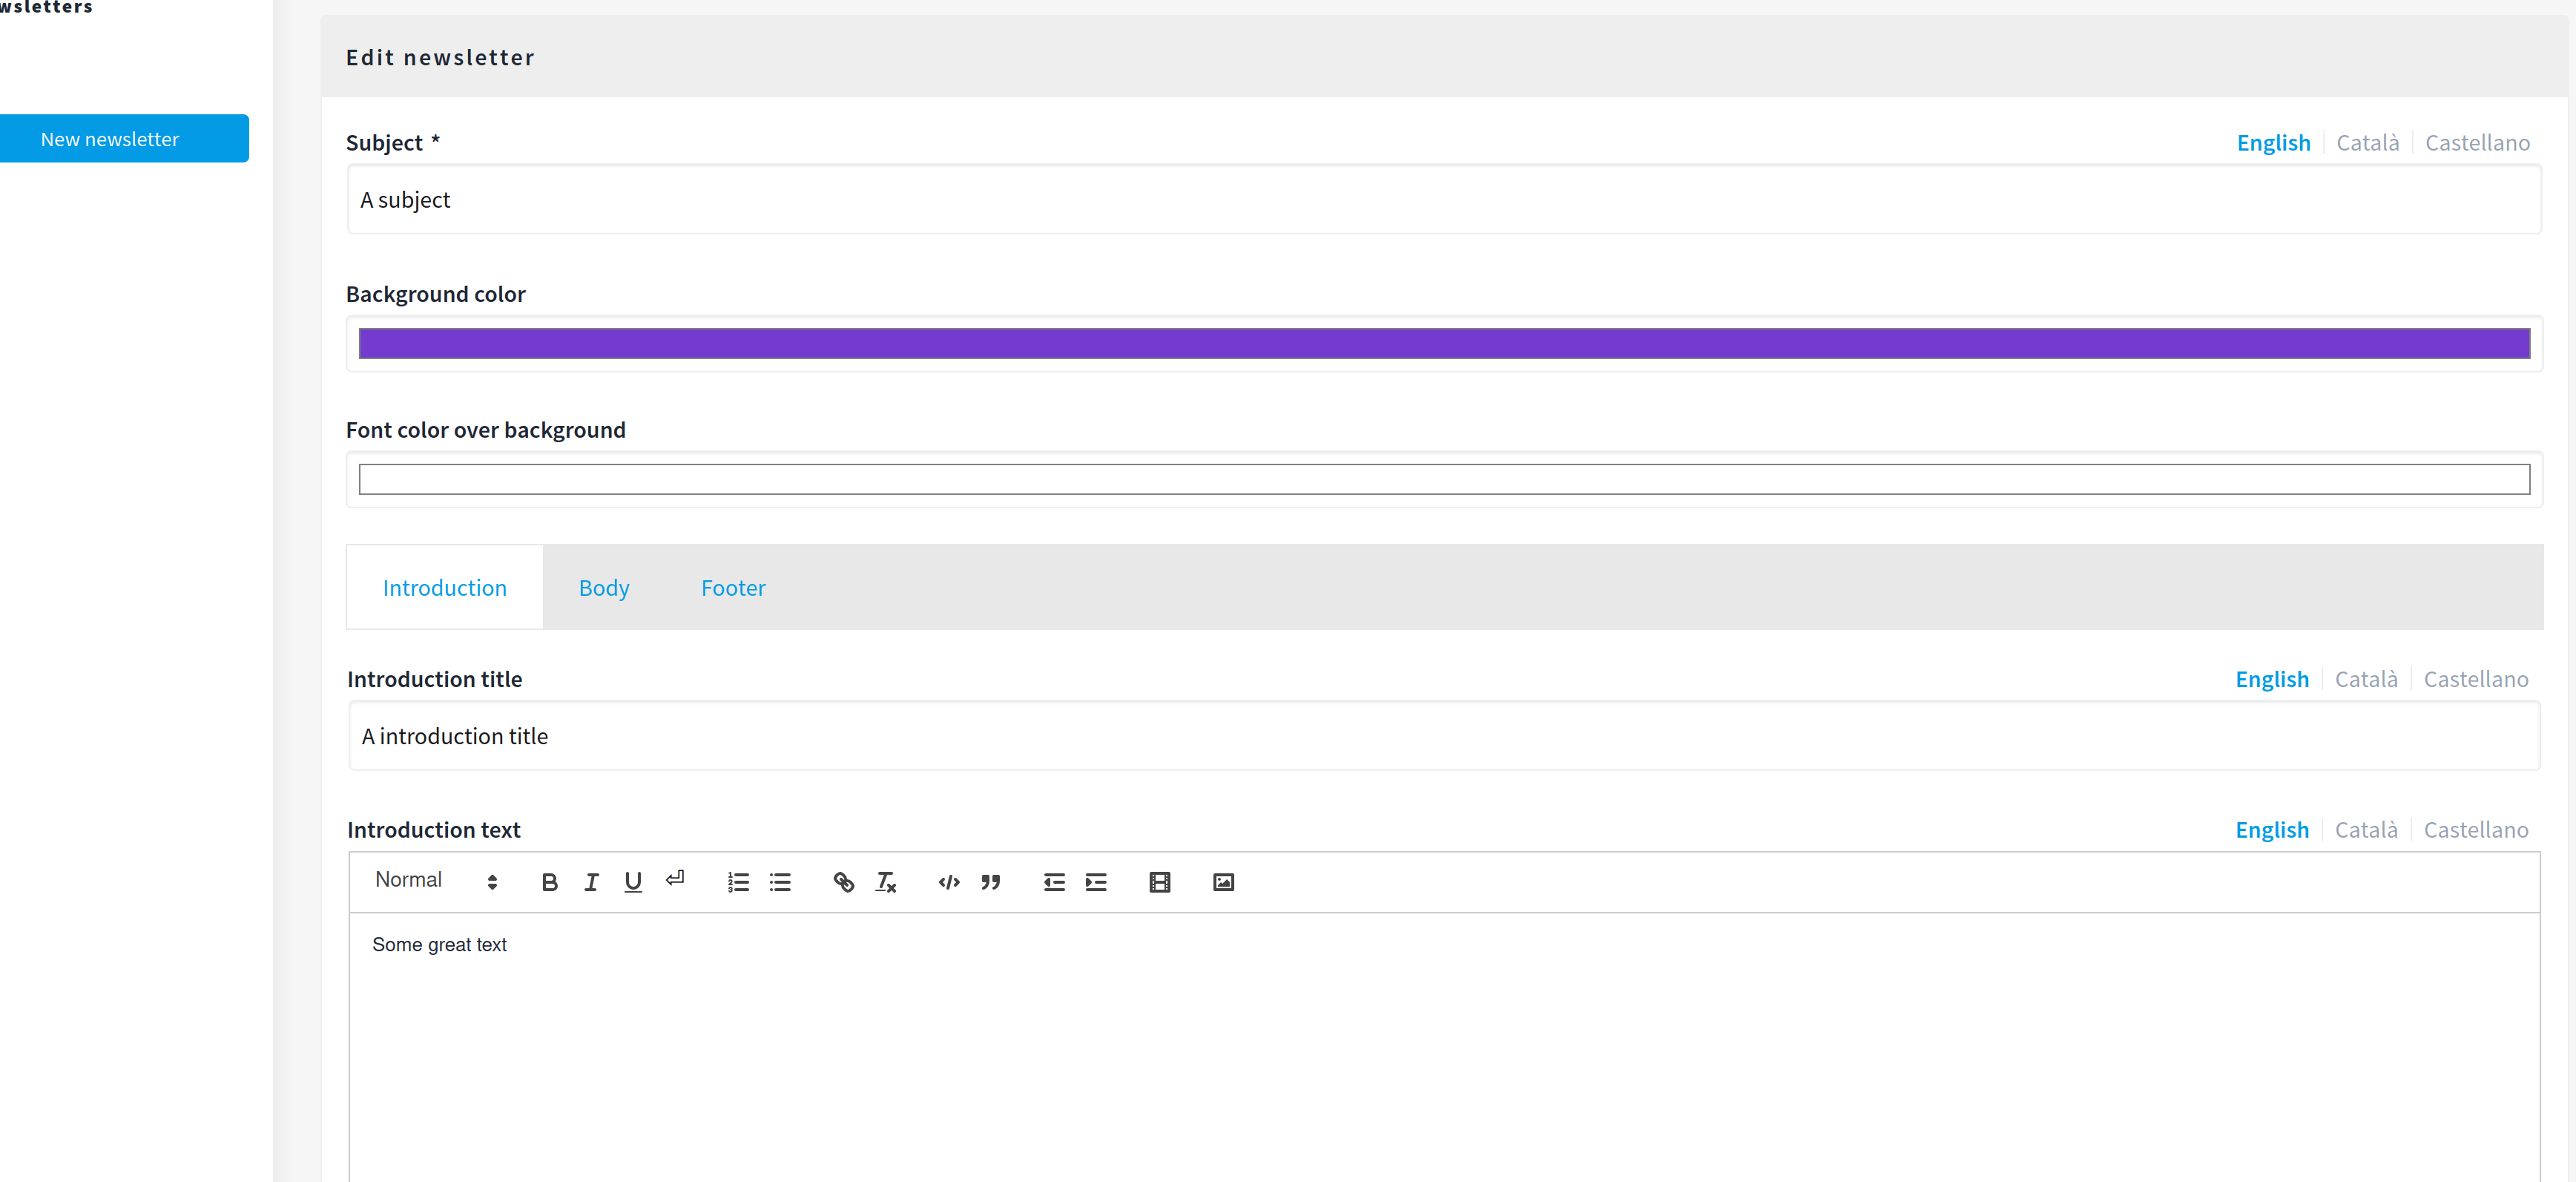 wsletters
New newsletter
Edit newsletter
Subject *
English Català Castellano
A subject
Background color
Font color over background
Introduction Body Footer
Introduction title
English Català Castellano
A introduction title
Introduction text
English Català Castellano
Normal
Some great text